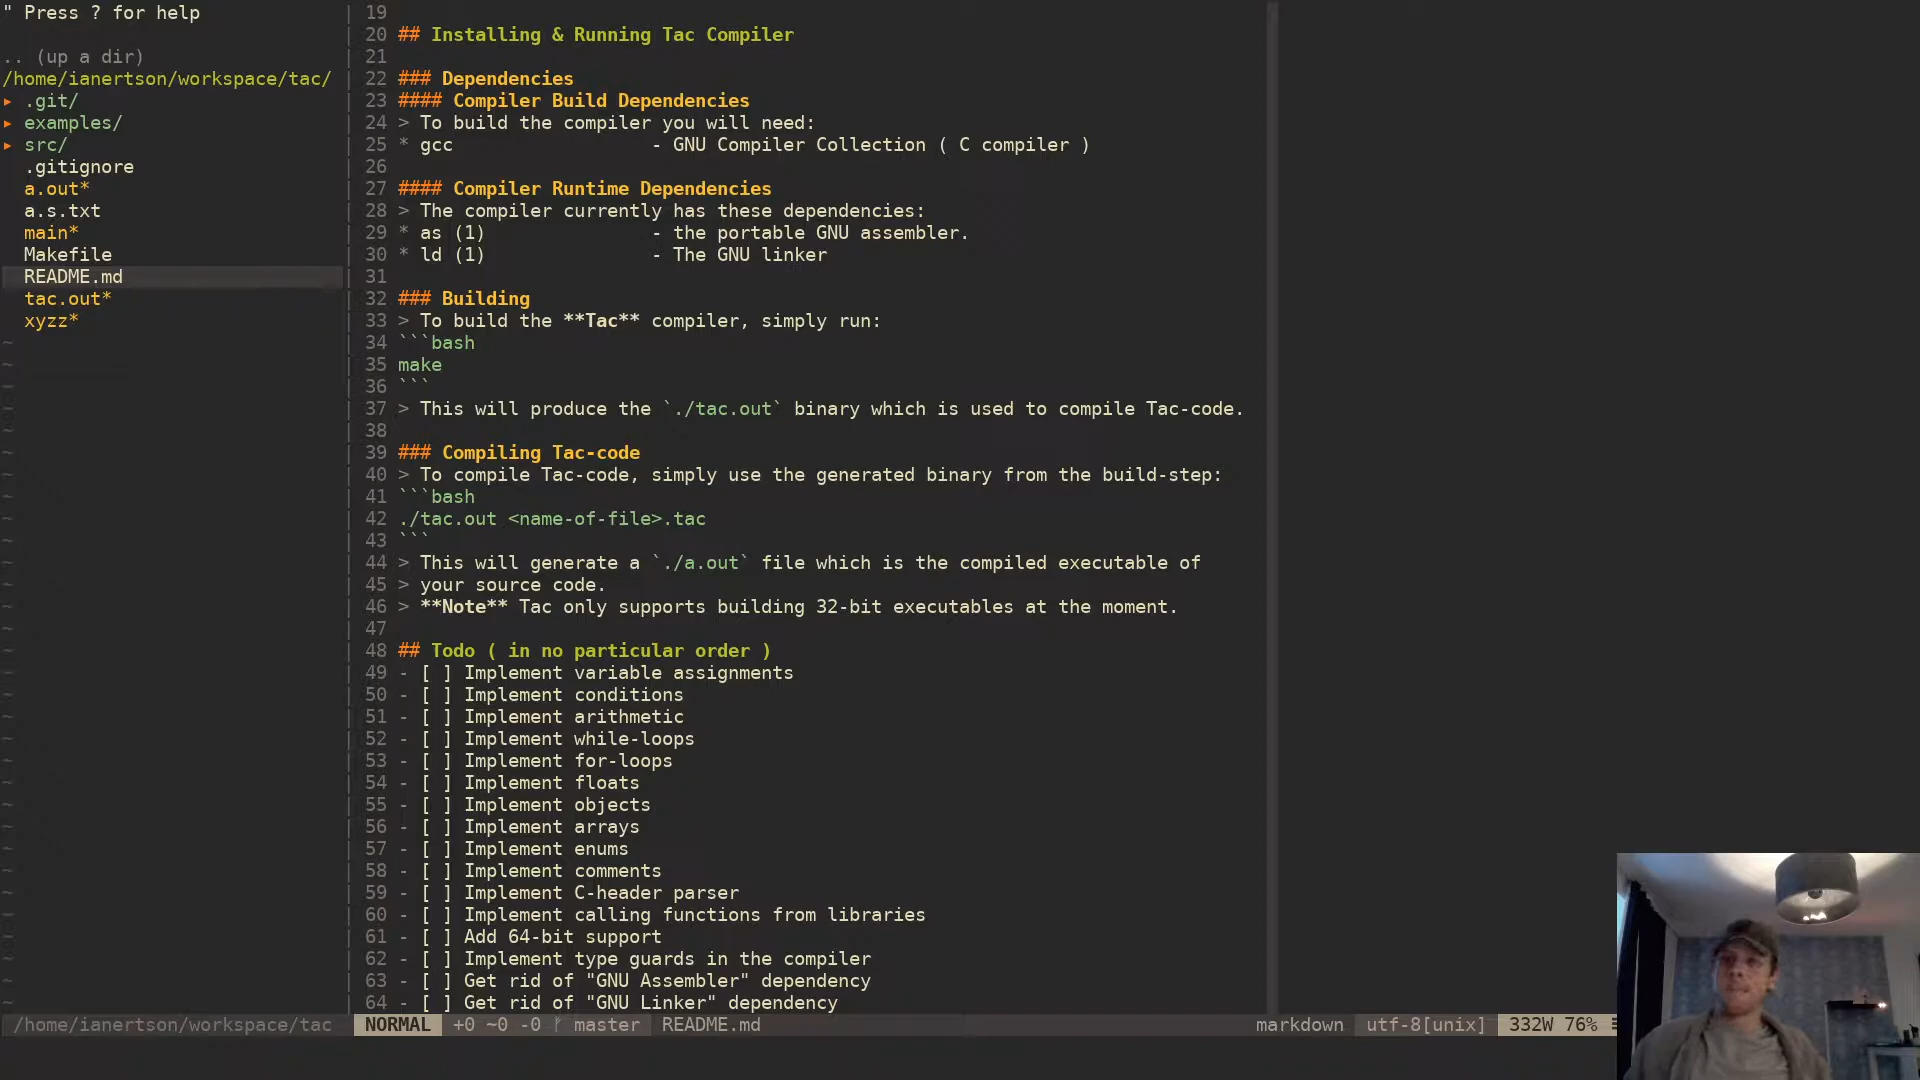 " Press ? for help
.. (up a dir)
/home/ianertson/workspace/tac/
▸ .git/
▸ examples/
▸ src/
.gitignore
a.out*
a.s.txt
main*
Makefile
README.md
tac.out*
xyzz*
/home/ianertson/workspace/tac
19
20 ## Installing & Running Tac Compiler
21
22 ### Dependencies
23 #### Compiler Build Dependencies
24 > To build the compiler you will need:
25 * gcc - GNU Compiler Collection ( C compiler )
26
27 #### Compiler Runtime Dependencies
28 > The compiler currently has these dependencies:
29 * as (1) - the portable GNU assembler.
30 * ld (1) - The GNU linker
31
32 ### Building
33 > To build the **Tac** compiler, simply run:
34 ```bash
35 make
36 ```
37 > This will produce the `./tac.out` binary which is used to compile Tac-code.
38
39 ### Compiling Tac-code
40 > To compile Tac-code, simply use the generated binary from the build-step:
41 ```bash
42 ./tac.out <name-of-file>.tac
43 ```
44 > This will generate a `./a.out` file which is the compiled executable of
45 > your source code.
46 > **Note** Tac only supports building 32-bit executables at the moment.
47
48 ## Todo ( in no particular order )
49 - [ ] Implement variable assignments
50 - [ ] Implement conditions
51 - [ ] Implement arithmetic
52 - [ ] Implement while-loops
53 - [ ] Implement for-loops
54 - [ ] Implement floats
55 - [ ] Implement objects
56 - [ ] Implement arrays
57 - [ ] Implement enums
58 - [ ] Implement comments
59 - [ ] Implement C-header parser
60 - [ ] Implement calling functions from libraries
61 - [ ] Add 64-bit support
62 - [ ] Implement type guards in the compiler
63 - [ ] Get rid of "GNU Assembler" dependency
64 - [ ] Get rid of "GNU Linker" dependency
NORMAL +0 ~0 -0 ᚠ master README.md markdown utf-8[unix] 332W 76% ☰